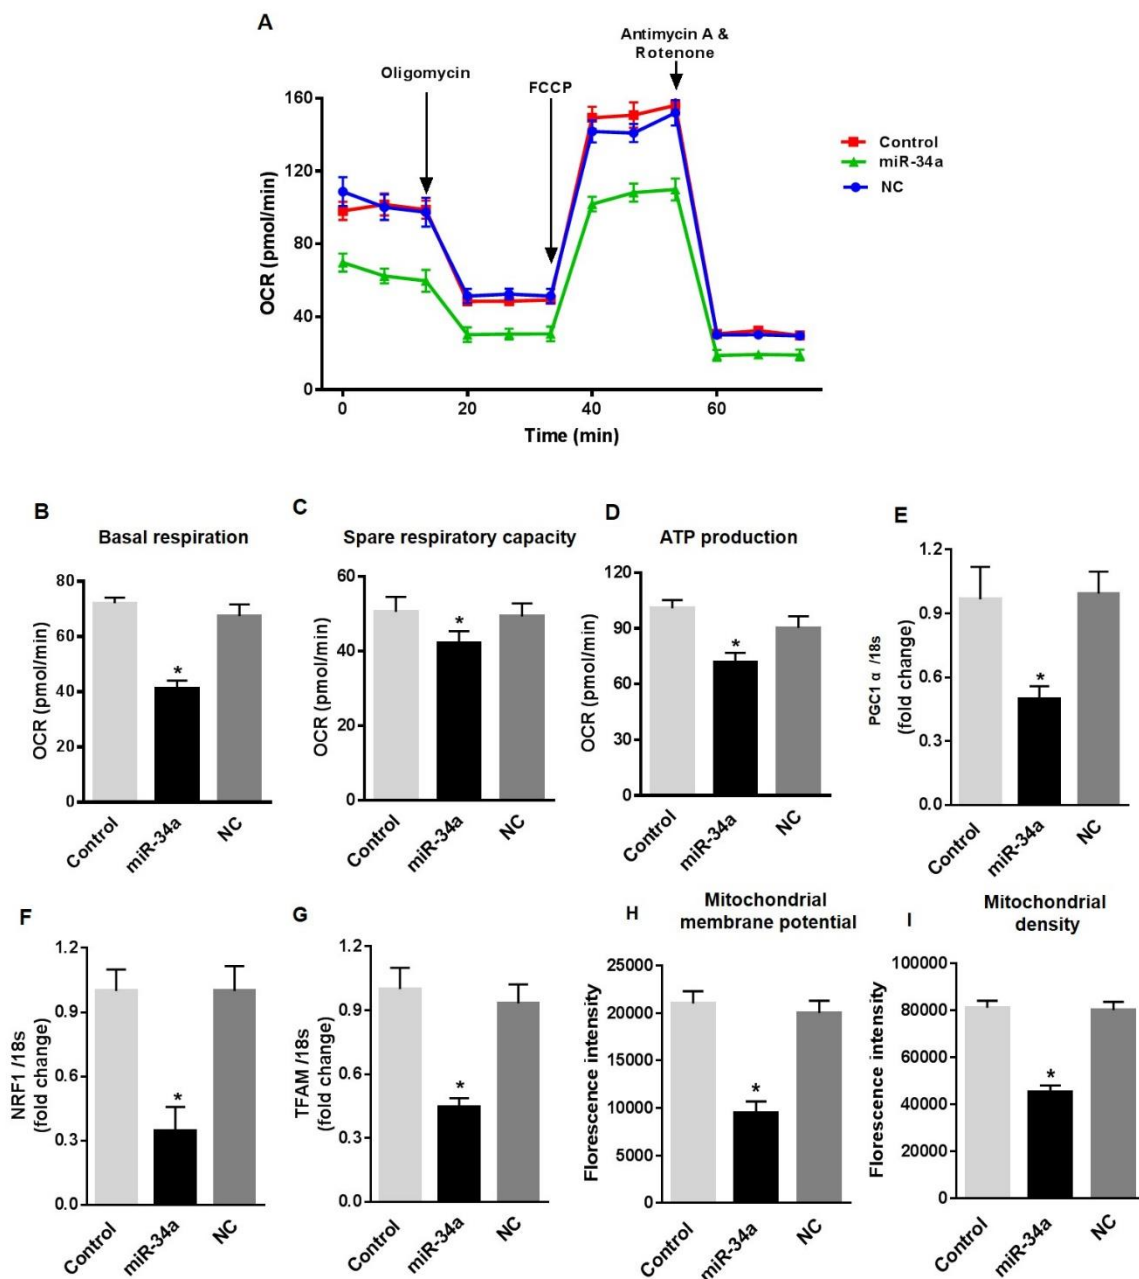 A
Antimycin A &
Rotenone
Oligomycin
FCCP
160
120
80
40
0
OCR (pmol/min)
0
20
40
60
Time (min)
Control
miR-34a
NC
B
Basal respiration
80
60
40
20
0
OCR (pmol/min)
*
Control
miR-34a
NC
C
Spare respiratory capacity
60
40
20
0
OCR (pmol/min)
*
Control
miR-34a
NC
D
ATP production
120
90
60
30
0
OCR (pmol/min)
*
Control
miR-34a
NC
E
1.2
0.9
0.6
0.3
0.0
PGC1 α /18s
(fold change)
*
Control
miR-34a
NC
F
1.2
0.9
0.6
0.3
0.0
NRF1 /18s
(fold change)
*
Control
miR-34a
NC
G
1.2
0.9
0.6
0.3
0.0
TFAM /18s
(fold change)
*
Control
miR-34a
NC
H
Mitochondrial
membrane potential
25000
20000
15000
10000
5000
0
Florescence intensity
*
Control
miR-34a
NC
I
Mitochondrial
density
100000
80000
60000
40000
20000
0
Florescence intensity
*
Control
miR-34a
NC